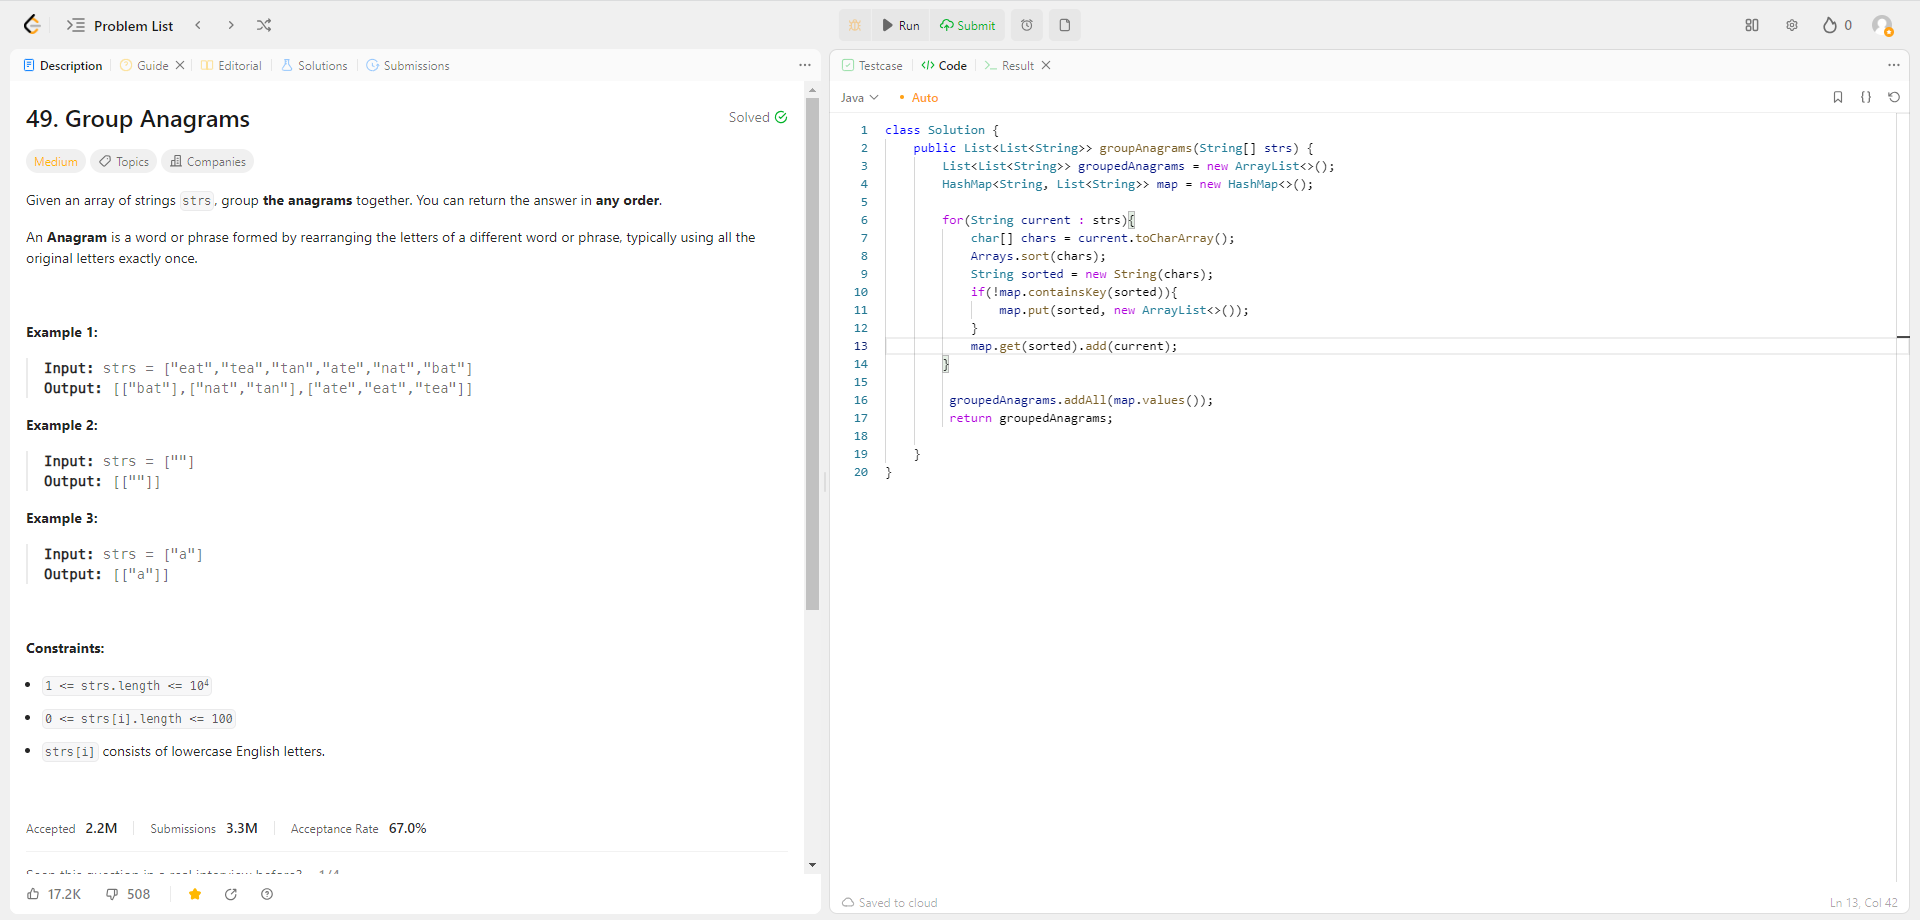 Problem List
Run
Submit
0
Description
Guide
Editorial
Solutions
Submissions
49. Group Anagrams
Solved
Medium
Topics
Companies
Given an array of strings strs, group the anagrams together. You can return the answer in any order.
An Anagram is a word or phrase formed by rearranging the letters of a different word or phrase, typically using all the
original letters exactly once.
Example 1:
Input: strs = ["eat","tea","tan","ate","nat","bat"]
Output: [["bat"],["nat","tan"],["ate","eat","tea"]]
Example 2:
Input: strs = [""]
Output: [[""]]
Example 3:
Input: strs = ["a"]
Output: [["a"]]
Constraints:
1 <= strs.length <= 10⁴
0 <= strs[i].length <= 100
strs[i] consists of lowercase English letters.
Accepted 2.2M Submissions 3.3M Acceptance Rate 67.0%
Seen this question in a real interview before? 1/4
17.2K
508
Testcase
Code
Result
Java
Auto
1 class Solution {
2 public List<List<String>> groupAnagrams(String[] strs) {
3 List<List<String>> groupedAnagrams = new ArrayList<>();
4 HashMap<String, List<String>> map = new HashMap<>();
5
6 for(String current : strs){
7 char[] chars = current.toCharArray();
8 Arrays.sort(chars);
9 String sorted = new String(chars);
10 if(!map.containsKey(sorted)){
11 map.put(sorted, new ArrayList<>());
12 }
13 map.get(sorted).add(current);
14 }
15
16 groupedAnagrams.addAll(map.values());
17 return groupedAnagrams;
18
19 }
20 }
Saved to cloud
Ln 13, Col 42